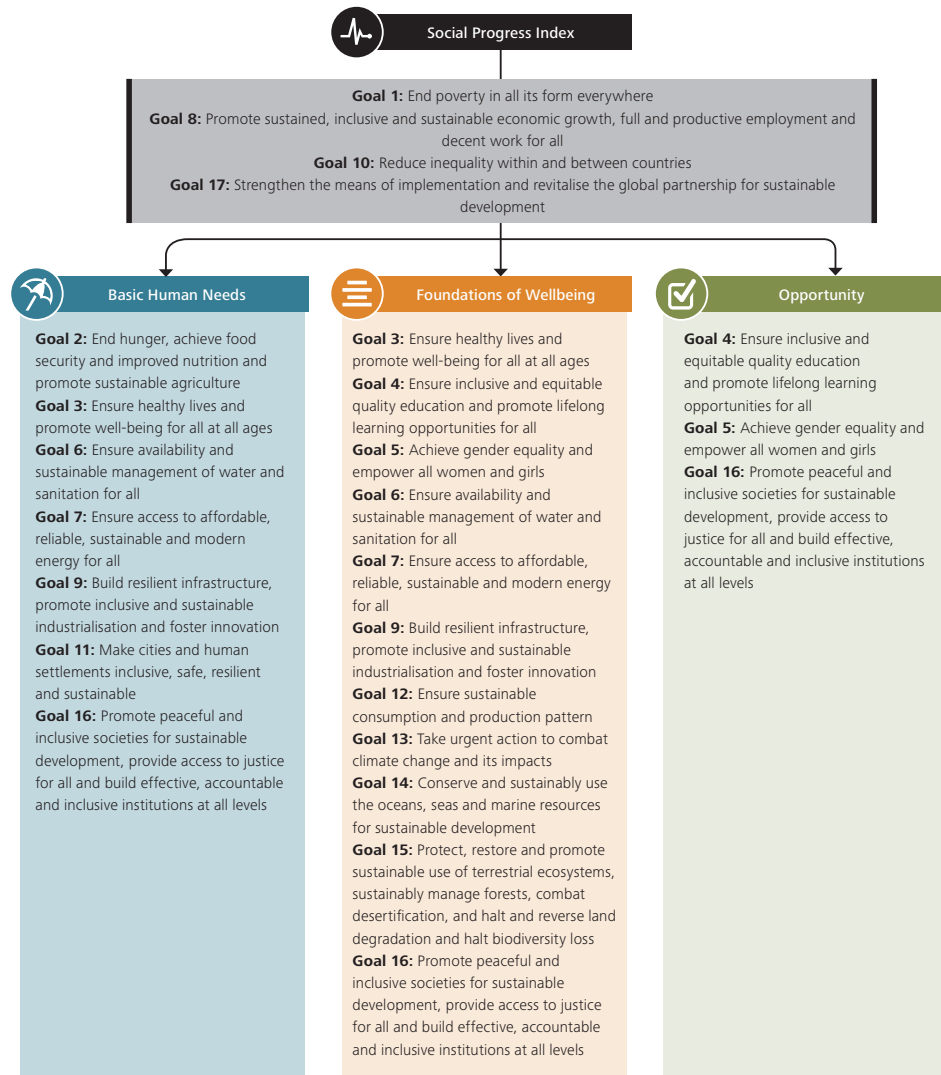 Social Progress Index
Goal 1: End poverty in all its form everywhere
Goal 8: Promote sustained, inclusive and sustainable economic growth, full and productive employment and
decent work for all
Goal 10: Reduce inequality within and between countries
Goal 17: Strengthen the means of implementation and revitalise the global partnership for sustainable
development
Basic Human Needs
Goal 2: End hunger, achieve food
security and improved nutrition and
promote sustainable agriculture
Goal 3: Ensure healthy lives and
promote well-being for all at all ages
Goal 6: Ensure availability and
sustainable management of water and
sanitation for all
Goal 7: Ensure access to affordable,
reliable, sustainable and modern
energy for all
Goal 9: Build resilient infrastructure,
promote inclusive and sustainable
industrialisation and foster innovation
Goal 11: Make cities and human
settlements inclusive, safe, resilient
and sustainable
Goal 16: Promote peaceful and
inclusive societies for sustainable
development, provide access to justice
for all and build effective, accountable
and inclusive institutions at all levels
Foundations of Wellbeing
Goal 3: Ensure healthy lives and
promote well-being for all at all ages
Goal 4: Ensure inclusive and equitable
quality education and promote lifelong
learning opportunities for all
Goal 5: Achieve gender equality and
empower all women and girls
Goal 6: Ensure availability and
sustainable management of water and
sanitation for all
Goal 7: Ensure access to affordable,
reliable, sustainable and modern energy
for all
Goal 9: Build resilient infrastructure,
promote inclusive and sustainable
industrialisation and foster innovation
Goal 12: Ensure sustainable
consumption and production pattern
Goal 13: Take urgent action to combat
climate change and its impacts
Goal 14: Conserve and sustainably use
the oceans, seas and marine resources
for sustainable development
Goal 15: Protect, restore and promote
sustainable use of terrestrial ecosystems,
sustainably manage forests, combat
desertification, and halt and reverse land
degradation and halt biodiversity loss
Goal 16: Promote peaceful and
inclusive societies for sustainable
development, provide access to justice
for all and build effective, accountable
and inclusive institutions at all levels
Opportunity
Goal 4: Ensure inclusive and
equitable quality education
and promote lifelong learning
opportunities for all
Goal 5: Achieve gender equality and
empower all women and girls
Goal 16: Promote peaceful and
inclusive societies for sustainable
development, provide access to
justice for all and build effective,
accountable and inclusive institutions
at all levels